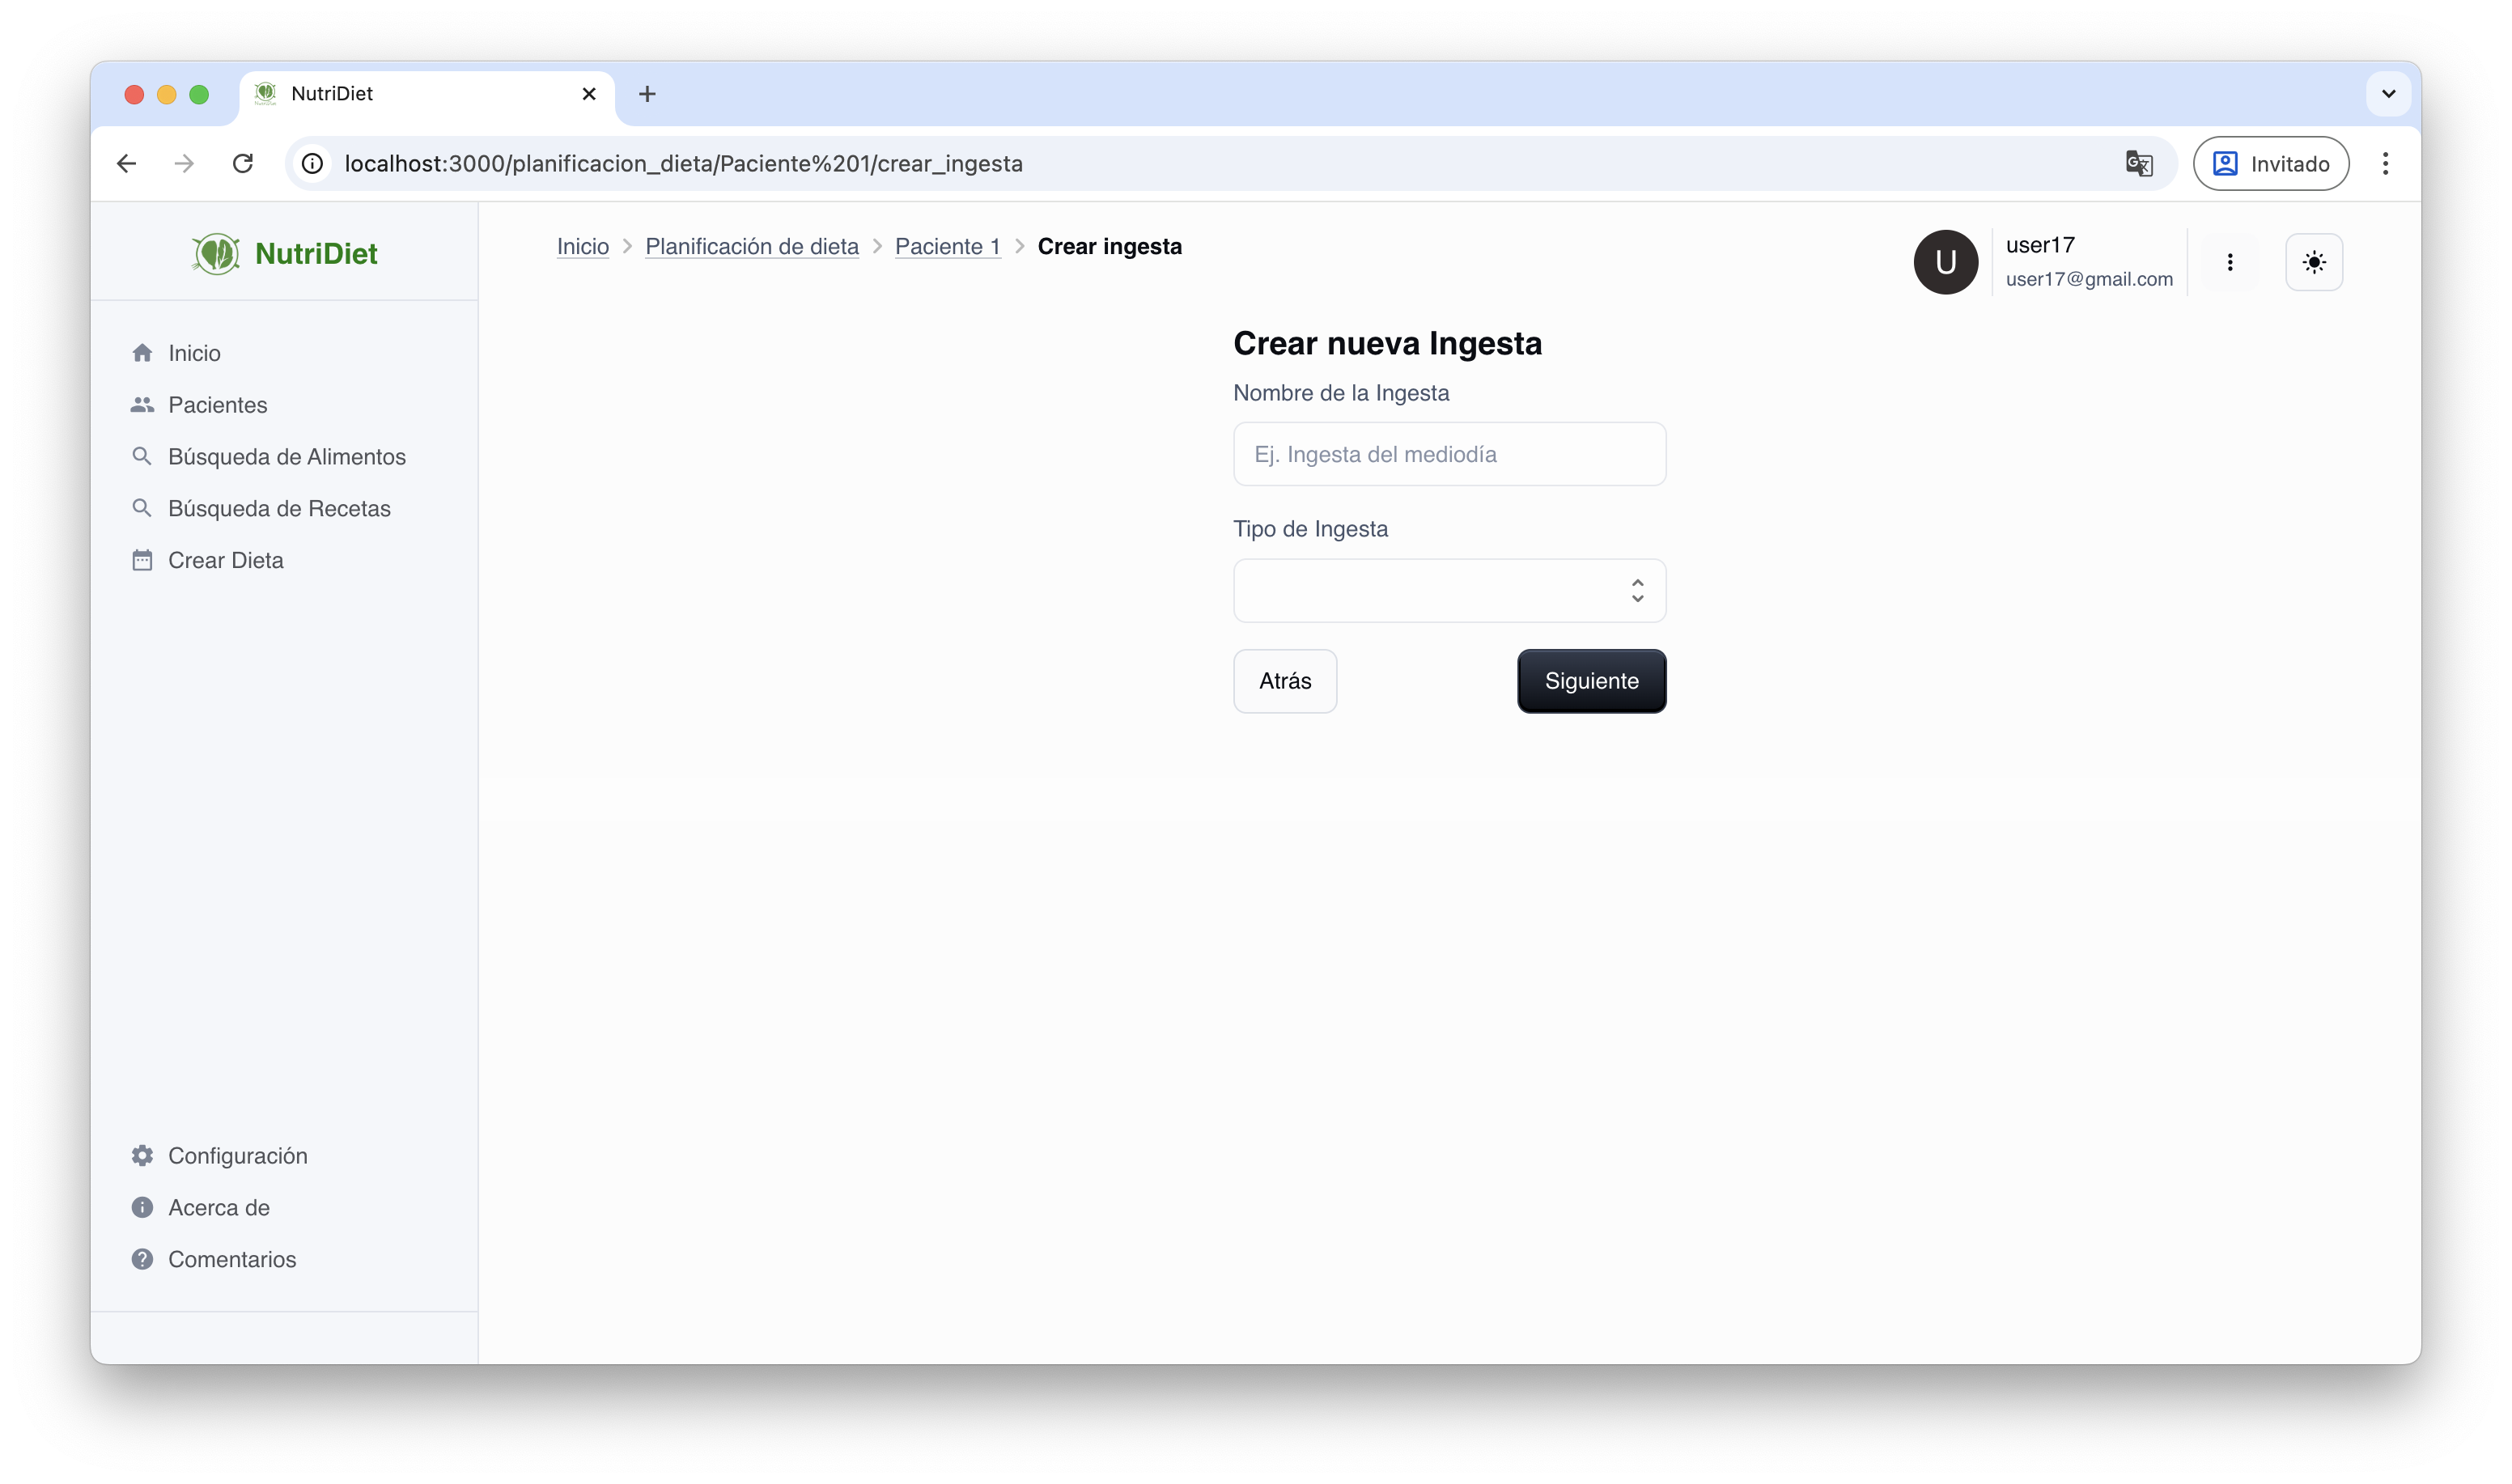 NutriDiet
localhost:3000/planificacion_dieta/Paciente%201/crear_ingesta
Invitado
NutriDiet
Inicio
Pacientes
Búsqueda de Alimentos
Búsqueda de Recetas
Crear Dieta
Configuración
Acerca de
Comentarios
Inicio > Planificación de dieta > Paciente 1 > Crear ingesta
U
user17
user17@gmail.com
Crear nueva Ingesta
Nombre de la Ingesta
Ej. Ingesta del mediodía
Tipo de Ingesta
Atrás
Siguiente